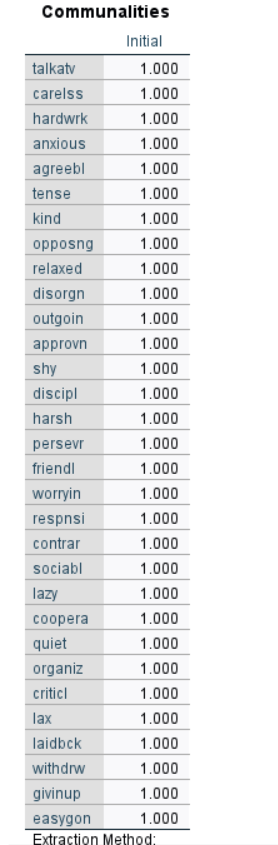 Communalities
Initial
talkatv 1.000
carelss 1.000
hardwrk 1.000
anxious 1.000
agreebl 1.000
tense 1.000
kind 1.000
opposng 1.000
relaxed 1.000
disorgn 1.000
outgoin 1.000
approvn 1.000
shy 1.000
discipl 1.000
harsh 1.000
persevr 1.000
friendl 1.000
worryin 1.000
respnsi 1.000
contrar 1.000
sociabl 1.000
lazy 1.000
coopera 1.000
quiet 1.000
organiz 1.000
criticl 1.000
lax 1.000
laidbck 1.000
withdrw 1.000
givinup 1.000
easygon 1.000
Extraction Method: